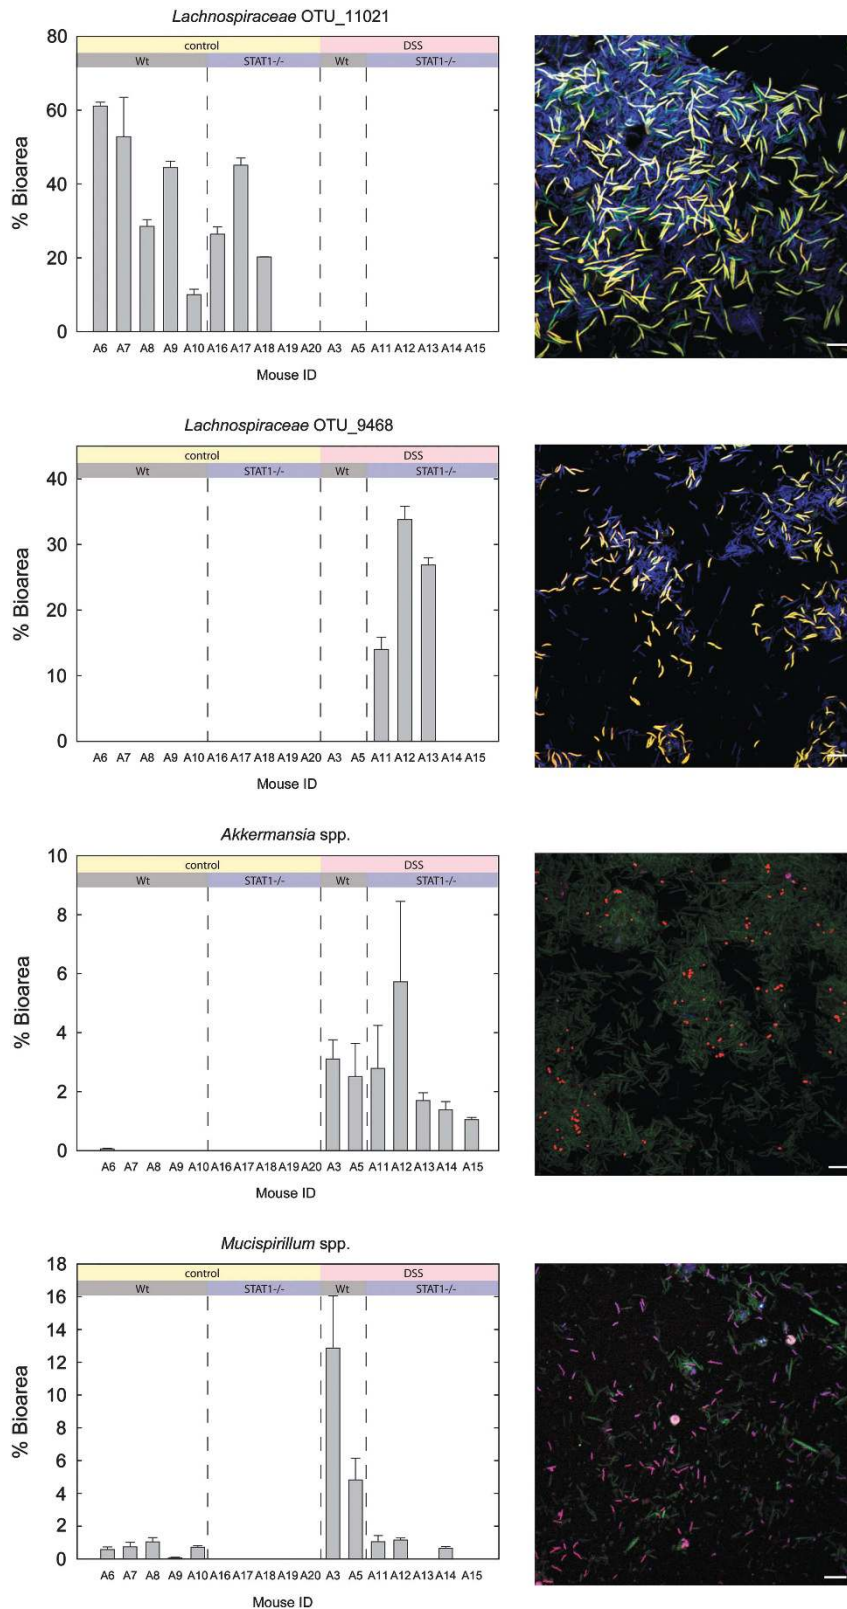 Lachnospiraceae OTU_11021
80
control
DSS
Wt
STAT1-/-
Wt
STAT1-/-
60
40
20
0
% Bioarea
A6 A7 A8 A9 A10 A16 A17 A18 A19 A20 A3 A5 A11 A12 A13 A14 A15
Mouse ID
Lachnospiraceae OTU_9468
control
DSS
Wt
STAT1-/-
Wt
STAT1-/-
40
30
20
10
0
% Bioarea
A6 A7 A8 A9 A10 A16 A17 A18 A19 A20 A3 A5 A11 A12 A13 A14 A15
Mouse ID
Akkermansia spp.
10
control
DSS
Wt
STAT1-/-
Wt
STAT1-/-
8
6
4
2
0
% Bioarea
A6 A7 A8 A9 A10 A16 A17 A18 A19 A20 A3 A5 A11 A12 A13 A14 A15
Mouse ID
Mucispirillum spp.
18
control
DSS
Wt
STAT1-/-
Wt
STAT1-/-
16
14
12
10
8
6
4
2
0
% Bioarea
A6 A7 A8 A9 A10 A16 A17 A18 A19 A20 A3 A5 A11 A12 A13 A14 A15
Mouse ID